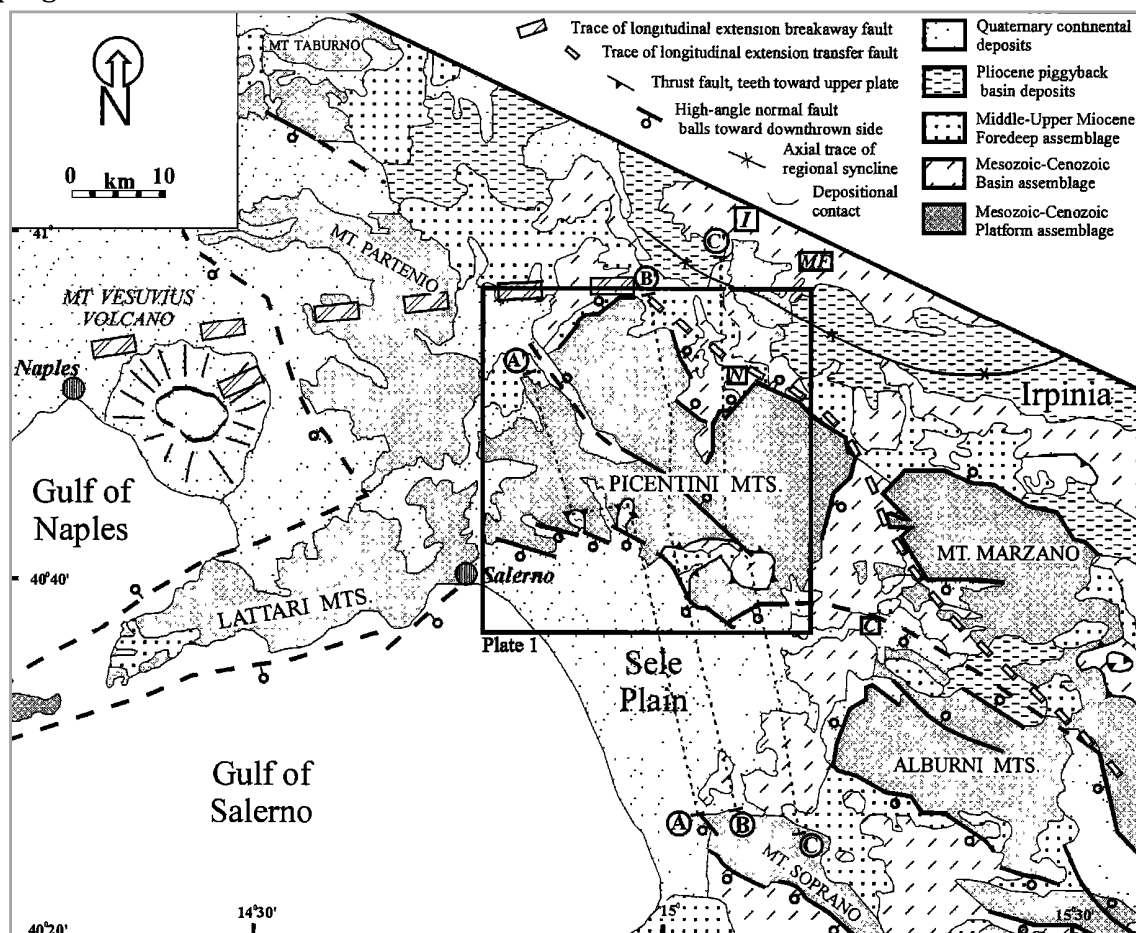 MT TABURNO
N
0 km 10
Trace of longitudinal extension breakaway fault
Trace of longitudinal extension transfer fault
Thrust fault, teeth toward upper plate
High-angle normal fault
balls toward downthrown side
Axial trace of
regional syncline
Depositional
contact
Quaternary continental
deposits
Pliocene piggyback
basin deposits
Middle-Upper Miocene
Foredeep assemblage
Mesozoic-Cenozoic
Basin assemblage
Mesozoic-Cenozoic
Platform assemblage
41°
MT. PARTENIO
I
C'
MF
B'
MT VESUVIUS
VOLCANO
Naples
A'
N
Irpinia
Gulf of
Naples
PICENTINI MTS.
MT. MARZANO
40°40'
Salerno
LATTARI MTS.
Plate 1
Sele
Plain
Gulf of
Salerno
ALBURNI MTS.
A
B
C
MT. SOPRANO
40°20'
14°30'
15°
15°30'